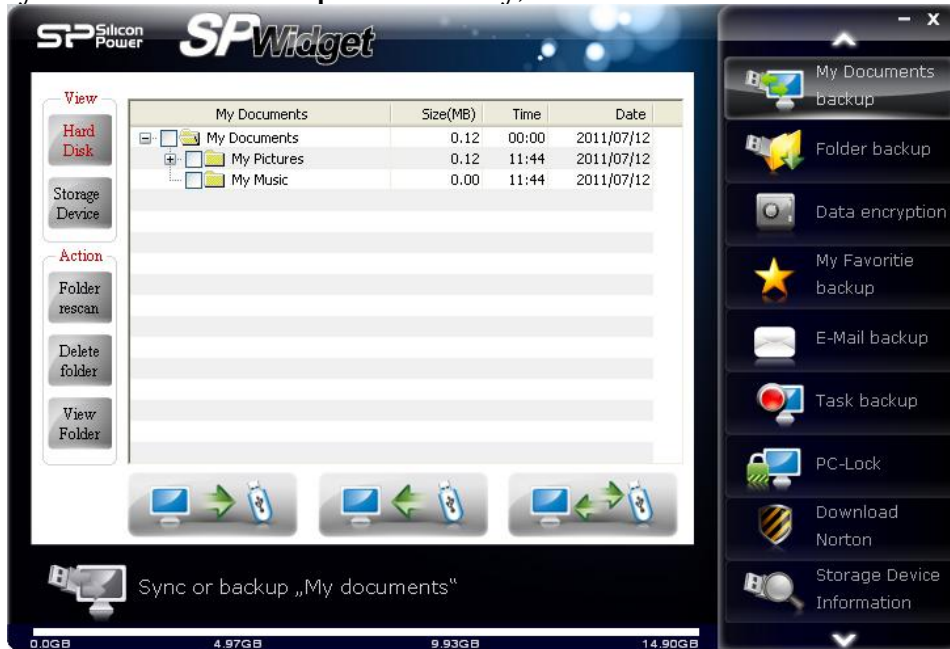 SP Silicon Power
SPWidget
– x
View
Hard Disk
Storage Device
Action
Folder rescan
Delete folder
View Folder
My Documents Size(MB) Time Date
My Documents 0.12 00:00 2011/07/12
My Pictures 0.12 11:44 2011/07/12
My Music 0.00 11:44 2011/07/12
Sync or backup „My documents“
0.0GB 4.97GB 9.93GB 14.90GB
My Documents
backup
Folder backup
Data encryption
My Favoritie
backup
E-Mail backup
Task backup
PC-Lock
Download
Norton
Storage Device
Information